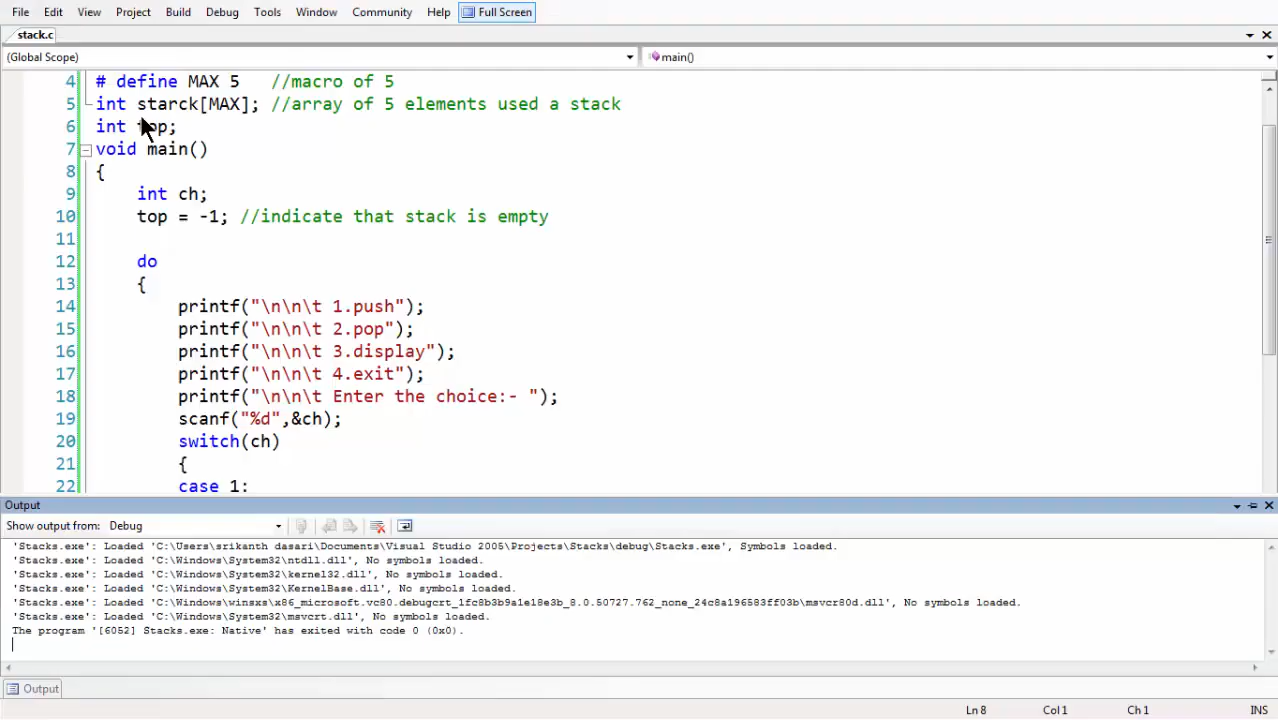 File Edit View Project Build Debug Tools Window Community Help Full Screen
stack.c
(Global Scope) main()
4 # define MAX 5 //macro of 5
5 int starck[MAX]; //array of 5 elements used a stack
6 int top;
7 void main()
8 {
9 int ch;
10 top = -1; //indicate that stack is empty
11
12 do
13 {
14 printf("\n\n\t 1.push");
15 printf("\n\n\t 2.pop");
16 printf("\n\n\t 3.display");
17 printf("\n\n\t 4.exit");
18 printf("\n\n\t Enter the choice:- ");
19 scanf("%d",&ch);
20 switch(ch)
21 {
22 case 1:
Output
Show output from: Debug
'Stacks.exe': Loaded 'C:\Users\srikanth dasari\Documents\Visual Studio 2005\Projects\Stacks\debug\Stacks.exe', Symbols loaded.
'Stacks.exe': Loaded 'C:\Windows\System32\ntdll.dll', No symbols loaded.
'Stacks.exe': Loaded 'C:\Windows\System32\kernel32.dll', No symbols loaded.
'Stacks.exe': Loaded 'C:\Windows\System32\KernelBase.dll', No symbols loaded.
'Stacks.exe': Loaded 'C:\Windows\winsxs\x86_microsoft.vc80.debugcrt_1fc8b3b9a1e18e3b_8.0.50727.762_none_24c8a196583ff03b\msvcr80d.dll', No symbols loaded.
'Stacks.exe': Loaded 'C:\Windows\System32\msvcrt.dll', No symbols loaded.
The program '[6052] Stacks.exe: Native' has exited with code 0 (0x0).
Output
Ln 8 Col 1 Ch 1 INS